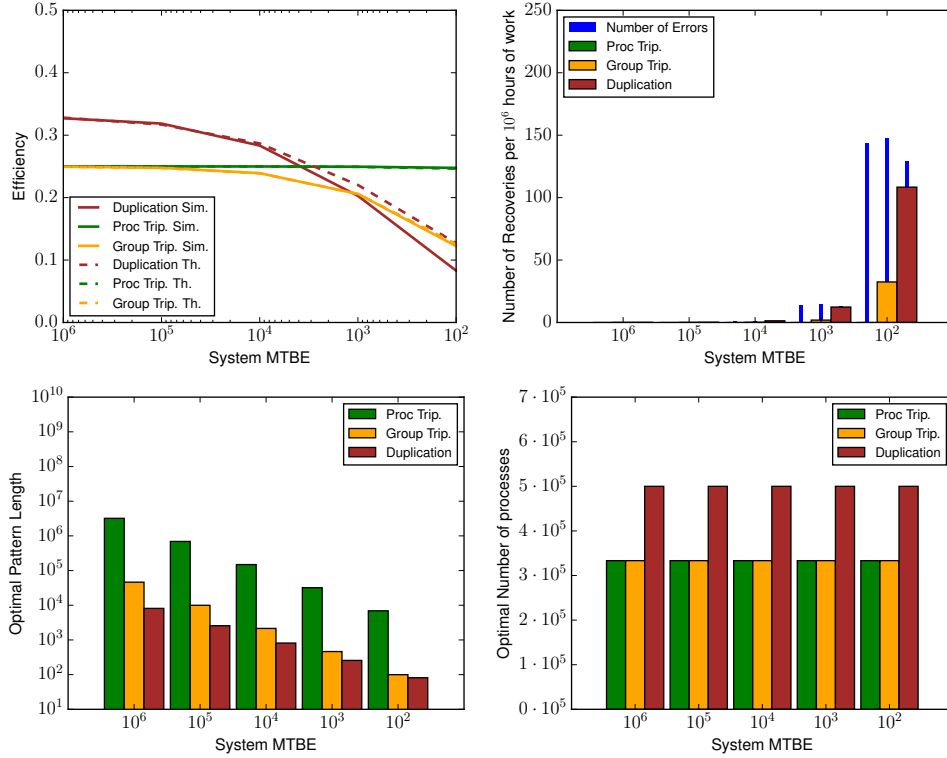 0.5
0.4
0.3
0.2
0.1
0.0
Efficiency
Duplication Sim.
Proc Trip. Sim.
Group Trip. Sim.
Duplication Th.
Proc Trip. Th.
Group Trip. Th.
10^6 10^5 10^4 10^3 10^2
System MTBE
250
200
150
100
50
0
Number of Recoveries per 10^6 hours of work
Number of Errors
Proc Trip.
Group Trip.
Duplication
10^6 10^5 10^4 10^3 10^2
System MTBE
10^10
10^9
10^8
10^7
10^6
10^5
10^4
10^3
10^2
10^1
Optimal Pattern Length
Proc Trip.
Group Trip.
Duplication
10^6 10^5 10^4 10^3 10^2
System MTBE
7 · 10^5
6 · 10^5
5 · 10^5
4 · 10^5
3 · 10^5
2 · 10^5
1 · 10^5
0 · 10^5
Optimal Number of processes
Proc Trip.
Group Trip.
Duplication
10^6 10^5 10^4 10^3 10^2
System MTBE